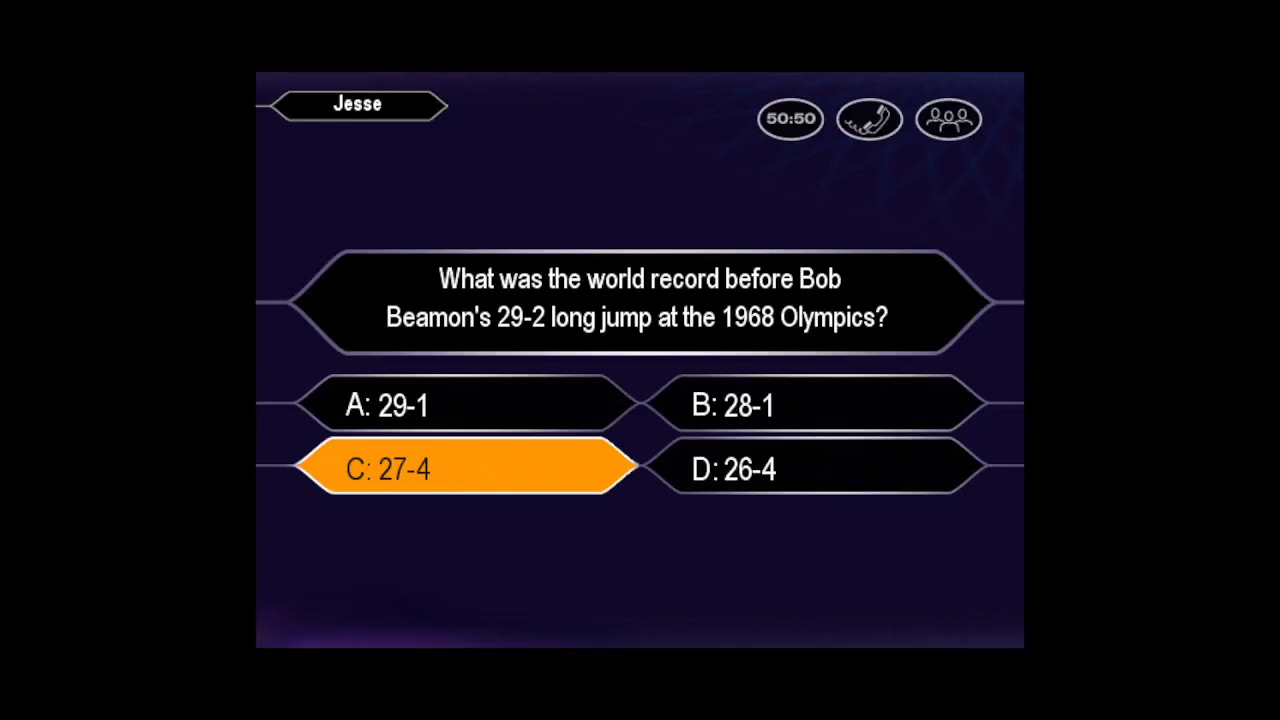 Jesse
50:50
What was the world record before Bob
Beamon's 29-2 long jump at the 1968 Olympics?
A: 29-1
B: 28-1
C: 27-4
D: 26-4